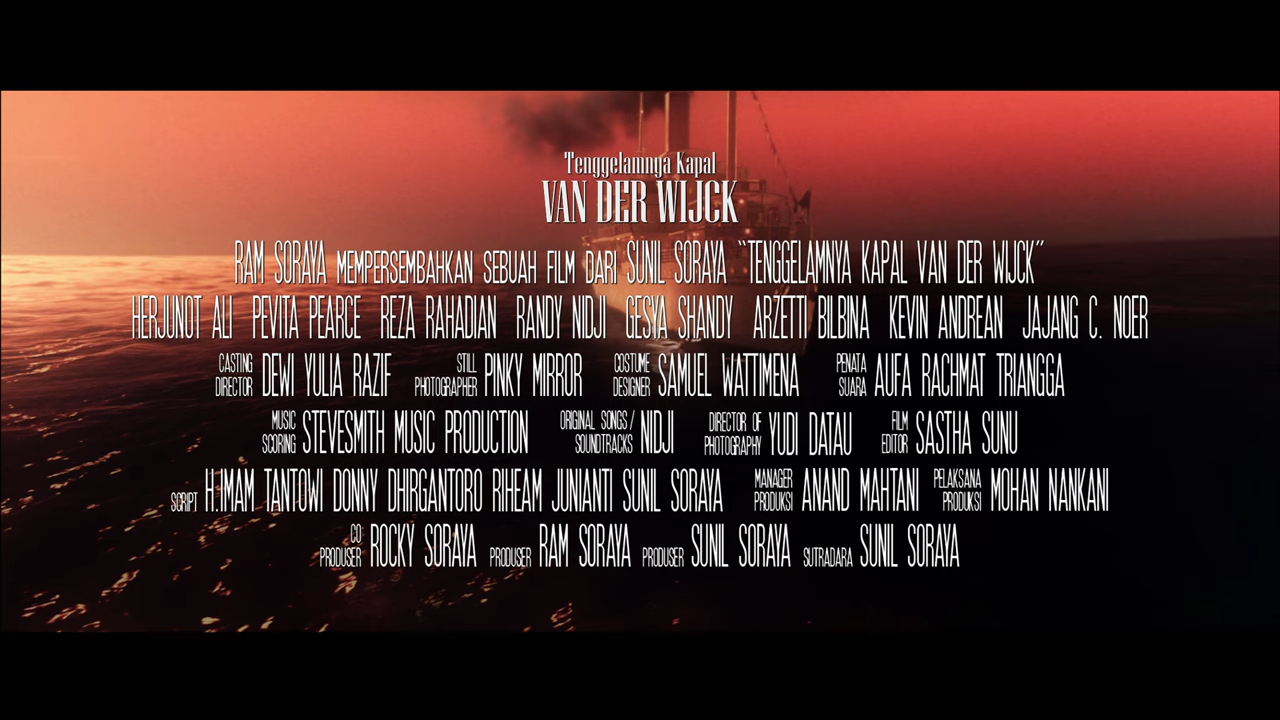 Tenggelamnya Kapal
VAN DER WIJCK
RAM SORAYA MEMPERSEMBAHKAN SEBUAH FILM DARI SUNIL SORAYA “TENGGELAMNYA KAPAL VAN DER WIJCK”
HERJUNOT ALI PEVITA PEARCE REZA RAHADIAN RANDY NIDJI GESYA SHANDY ARZETTI BILBINA KEVIN ANDREAN JAJANG C. NOER
CASTING DIRECTOR DEWI YULIA RAZIF STILL PHOTOGRAPHER PINKY MIRROR COSTUME DESIGNER SAMUEL WATTIMENA PENATA SUARA AUFA RACHMAT TRIANGGA
MUSIC SCORING STEVESMITH MUSIC PRODUCTION ORIGINAL SONGS/ SOUNDTRACKS NIDJI DIRECTOR OF PHOTOGRAPHY YUDI DATAU FILM EDITOR SASTHA SUNU
SCRIPT H.IMAM TANTOWI DONNY DHIRGANTORO RIHEAM JUNIANTI SUNIL SORAYA MANAGER PRODUKSI ANAND MAHTANI PELAKSANA PRODUKSI MOHAN NANKANI
CO PRODUSER ROCKY SORAYA PRODUSER RAM SORAYA PRODUSER SUNIL SORAYA SUTRADARA SUNIL SORAYA